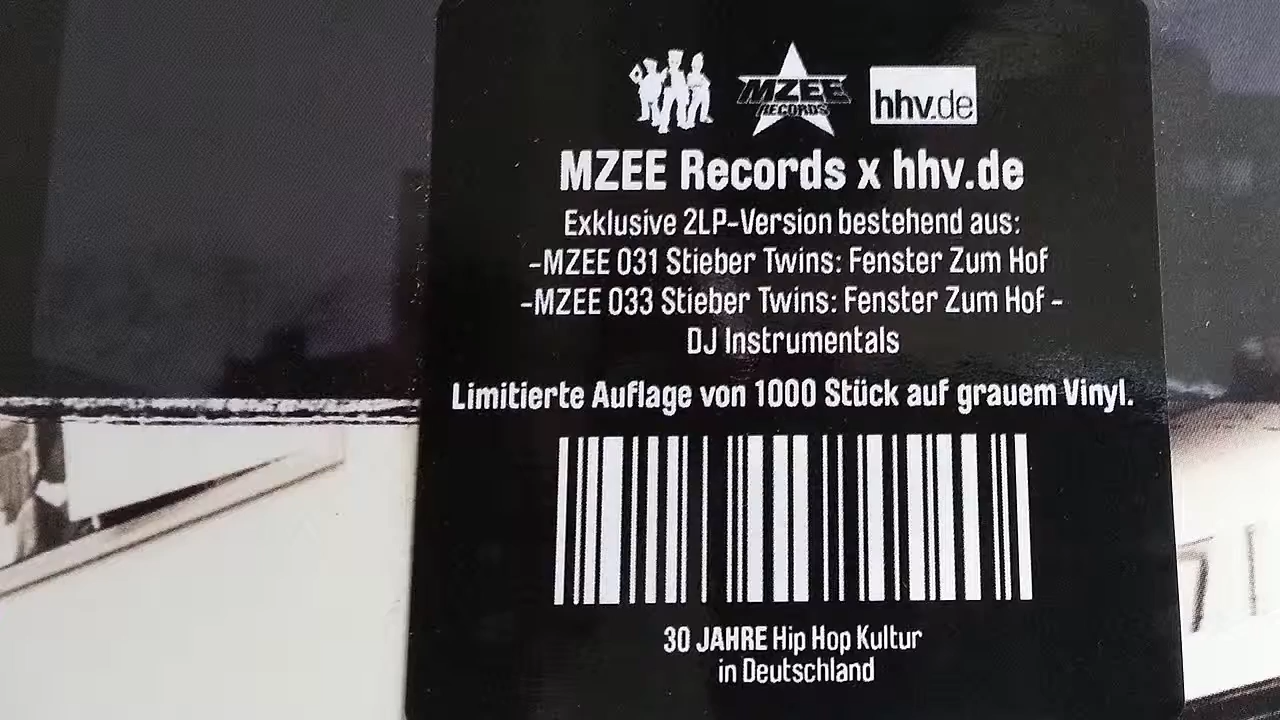 MZEE
RECORDS
hhv.de
MZEE Records x hhv.de
Exklusive 2LP-Version bestehend aus:
-MZEE 031 Stieber Twins: Fenster Zum Hof
-MZEE 033 Stieber Twins: Fenster Zum Hof -
DJ Instrumentals
Limitierte Auflage von 1000 Stück auf grauem Vinyl.
30 JAHRE Hip Hop Kultur
in Deutschland